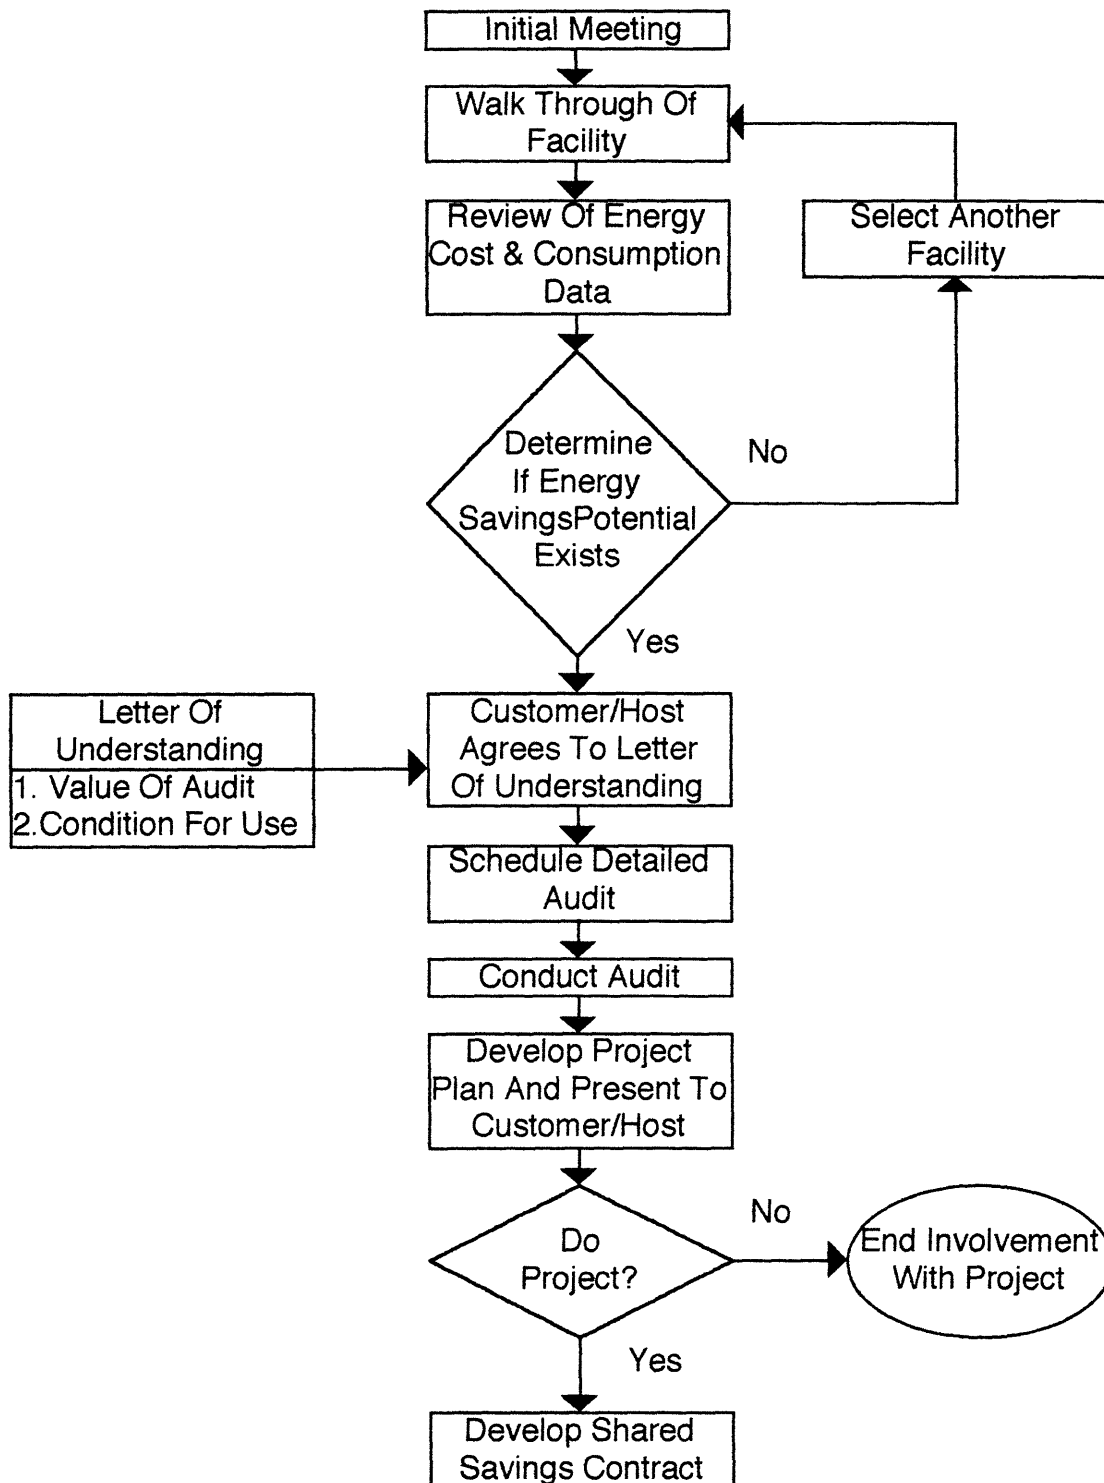 Initial Meeting
Walk Through Of
Facility
Review Of Energy
Cost & Consumption
Data
Select Another
Facility
Determine
If Energy
SavingsPotential
Exists
No
Yes
Letter Of
Understanding
1. Value Of Audit
2.Condition For Use
Customer/Host
Agrees To Letter
Of Understanding
Schedule Detailed
Audit
Conduct Audit
Develop Project
Plan And Present To
Customer/Host
Do
Project?
No
End Involvement
With Project
Yes
Develop Shared
Savings Contract